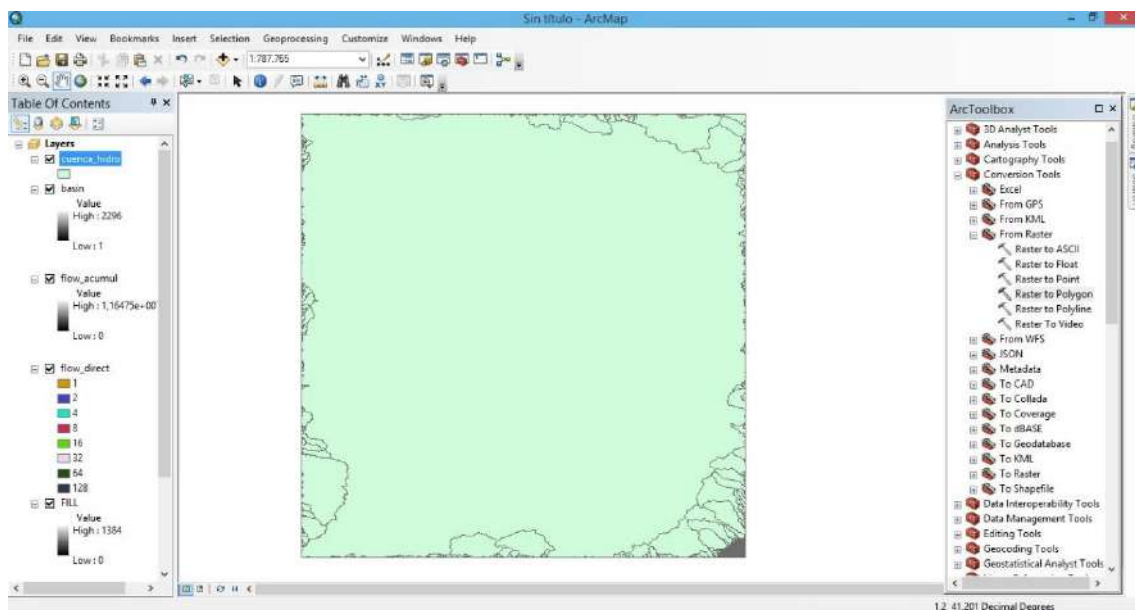 Sin título - ArcMap
File Edit View Bookmarks Insert Selection Geoprocessing Customize Windows Help
1:787.765
Table Of Contents
Layers
cuenca_hidro
basin
Value
High : 2296
Low : 1
flow_acumul
Value
High : 1,16475e+00
Low : 0
flow_direct
1
2
4
8
16
32
64
128
FILL
Value
High : 1384
Low : 0
ArcToolbox
3D Analyst Tools
Analysis Tools
Cartography Tools
Conversion Tools
Excel
From GPS
From KML
From Raster
Raster to ASCII
Raster to Float
Raster to Point
Raster to Polygon
Raster to Polyline
Raster To Video
From WFS
JSON
Metadata
To CAD
To Collada
To Coverage
To dBASE
To Geodatabase
To KML
To Raster
To Shapefile
Data Interoperability Tools
Data Management Tools
Editing Tools
Geocoding Tools
Geostatistical Analyst Tools
1,2 41,201 Decimal Degrees